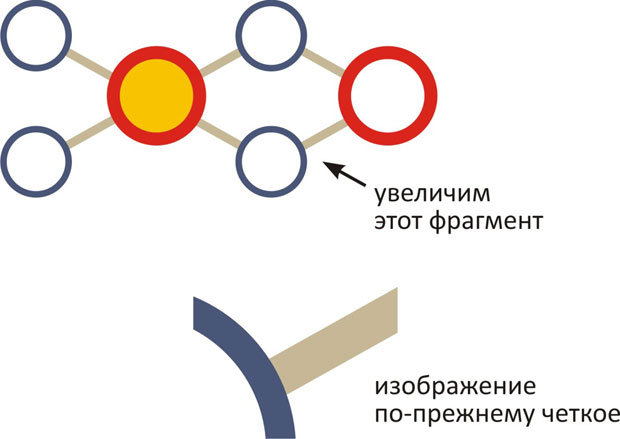 увеличим
этот фрагмент
изображение
по-прежнему четкое